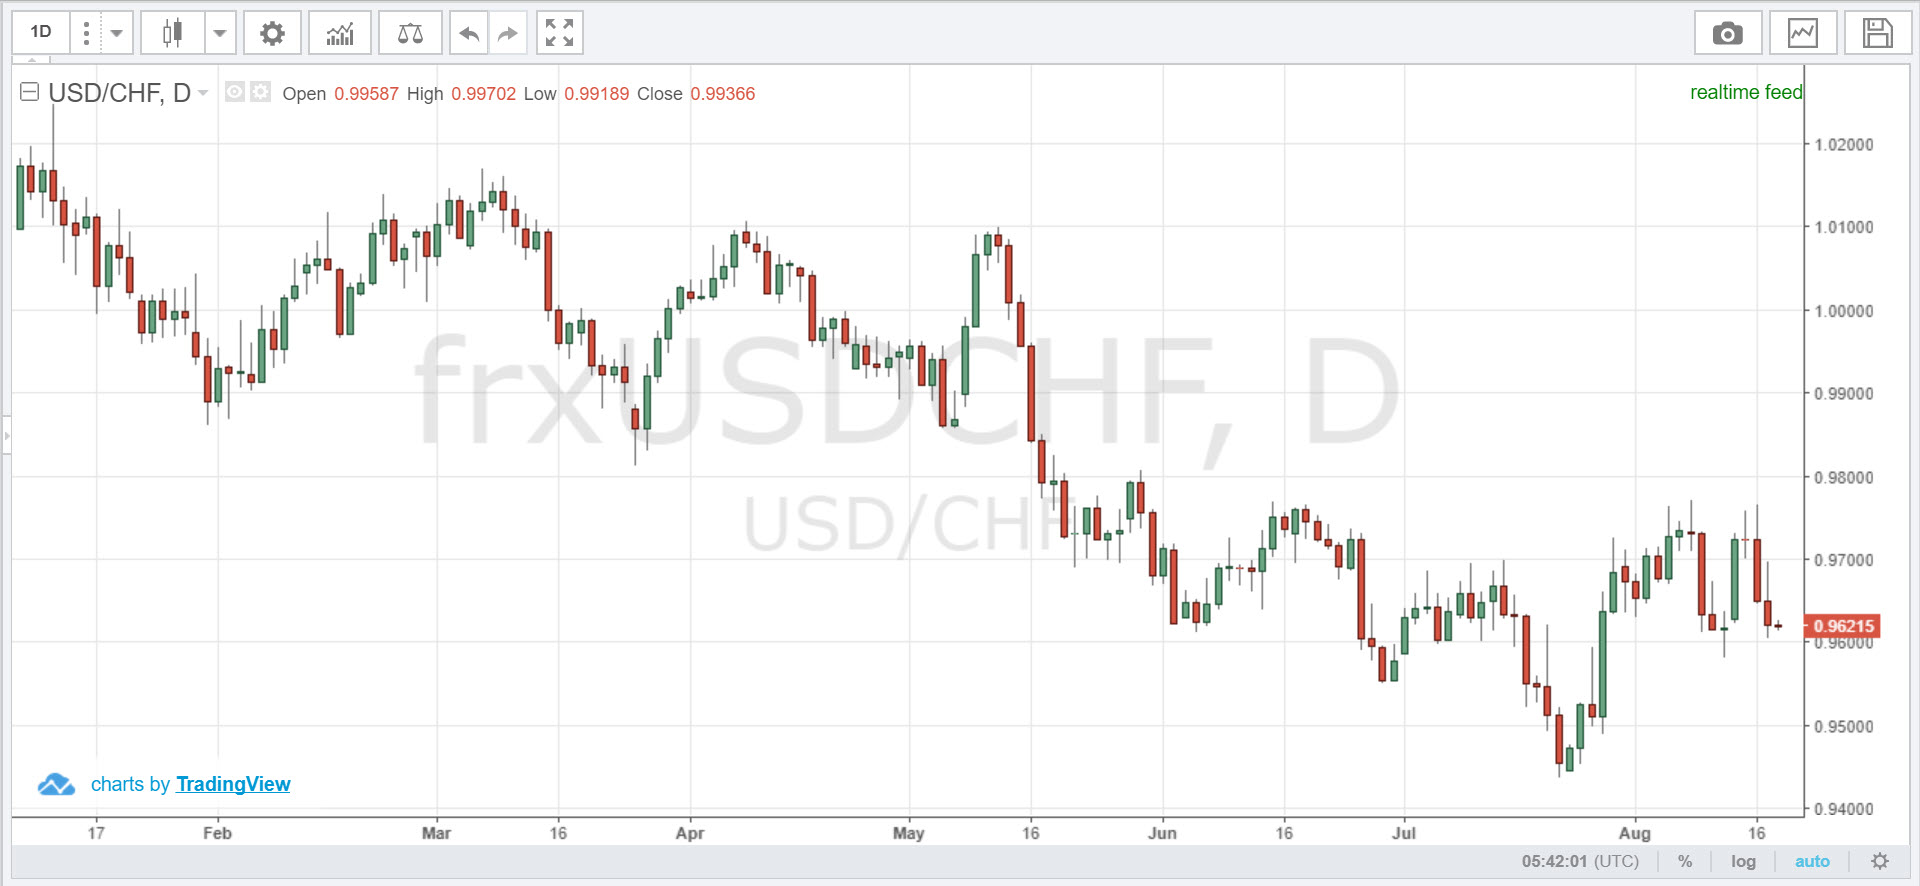 1D
USD/CHF, D Open 0.99587 High 0.99702 Low 0.99189 Close 0.99366
realtime feed
1.02000
1.01000
1.00000
frxUSDCHF, D
0.99000
0.98000
USD/CHF
0.97000
0.96215
0.96000
0.95000
charts by TradingView
0.94000
17 Feb Mar 16 Apr May 16 Jun 16 Jul Aug 16
05:42:01 (UTC) % log auto